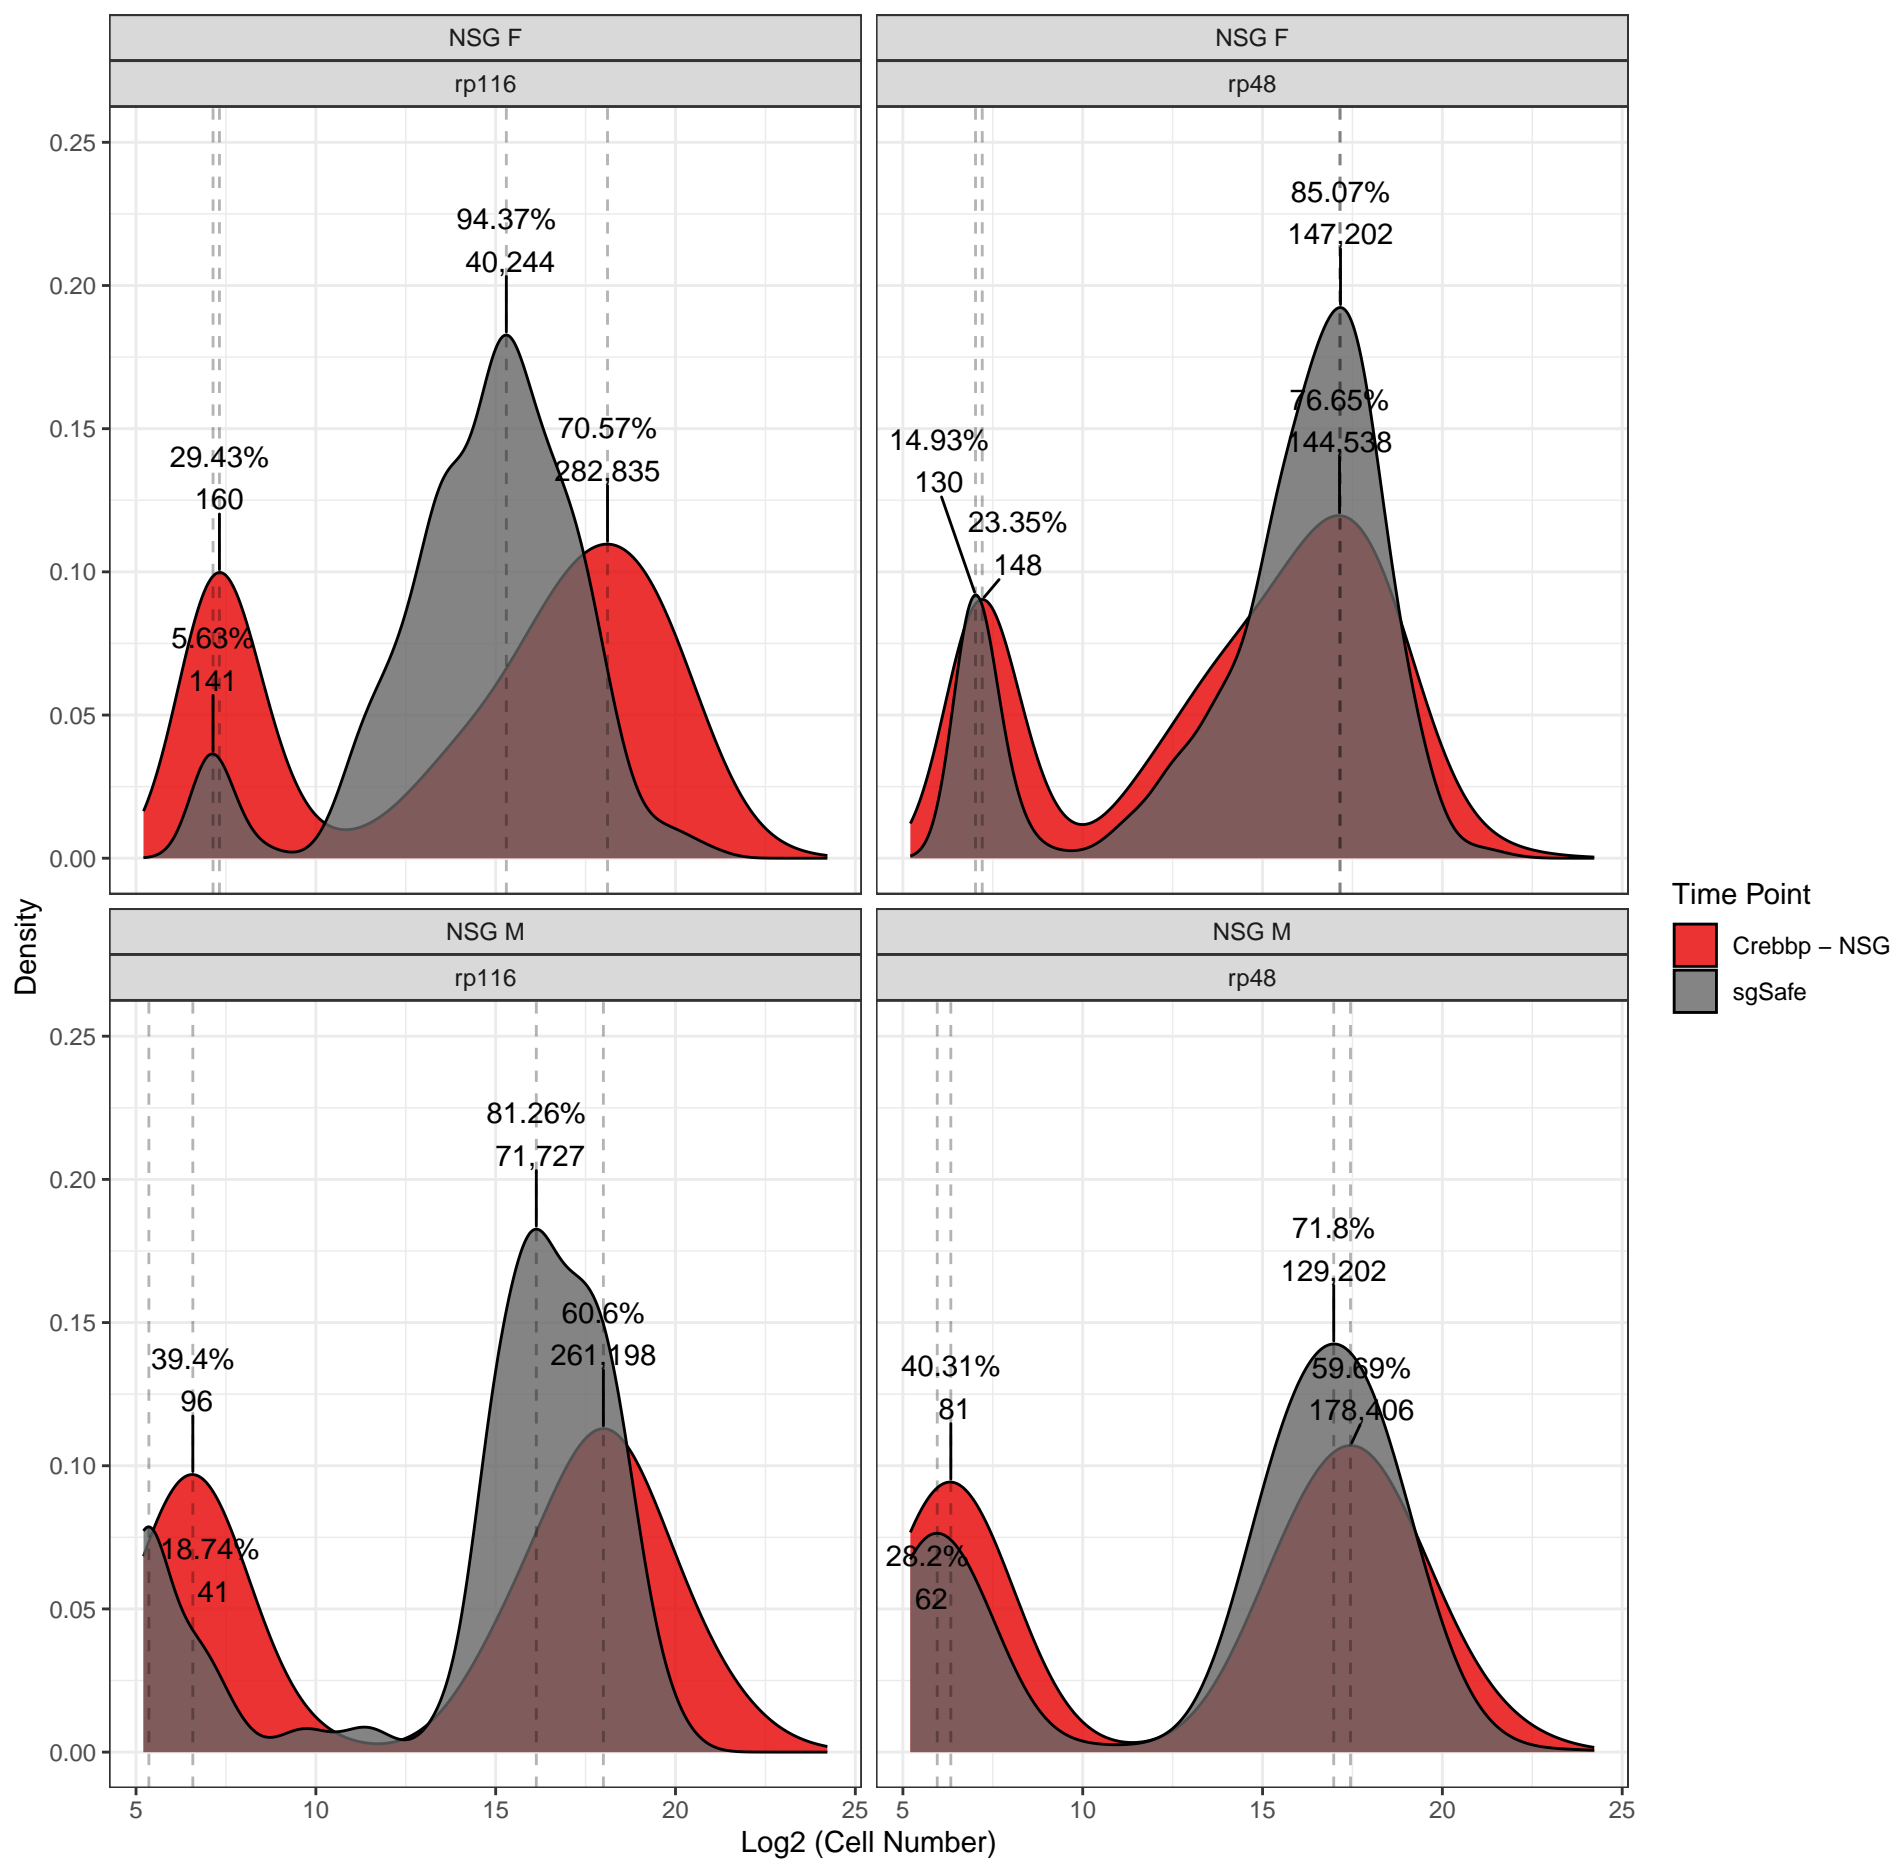 NSG F
rp116
NSG F
rp48
0.25
0.20
0.15
0.10
0.05
0.00
94.37%
40,244
70.57%
282,835
29.43%
160
5.63%
141
85.07%
147,202
76.65%
144,538
14.93%
130
23.35%
148
Density
Time Point
Crebbp – NSG
sgSafe
NSG M
rp116
NSG M
rp48
0.25
0.20
0.15
0.10
0.05
0.00
81.26%
71,727
60.6%
261,198
39.4%
96
18.74%
41
71.8%
129,202
59.69%
178,406
40.31%
81
28.2%
62
5 10 15 20 25
5 10 15 20 25
Log2 (Cell Number)